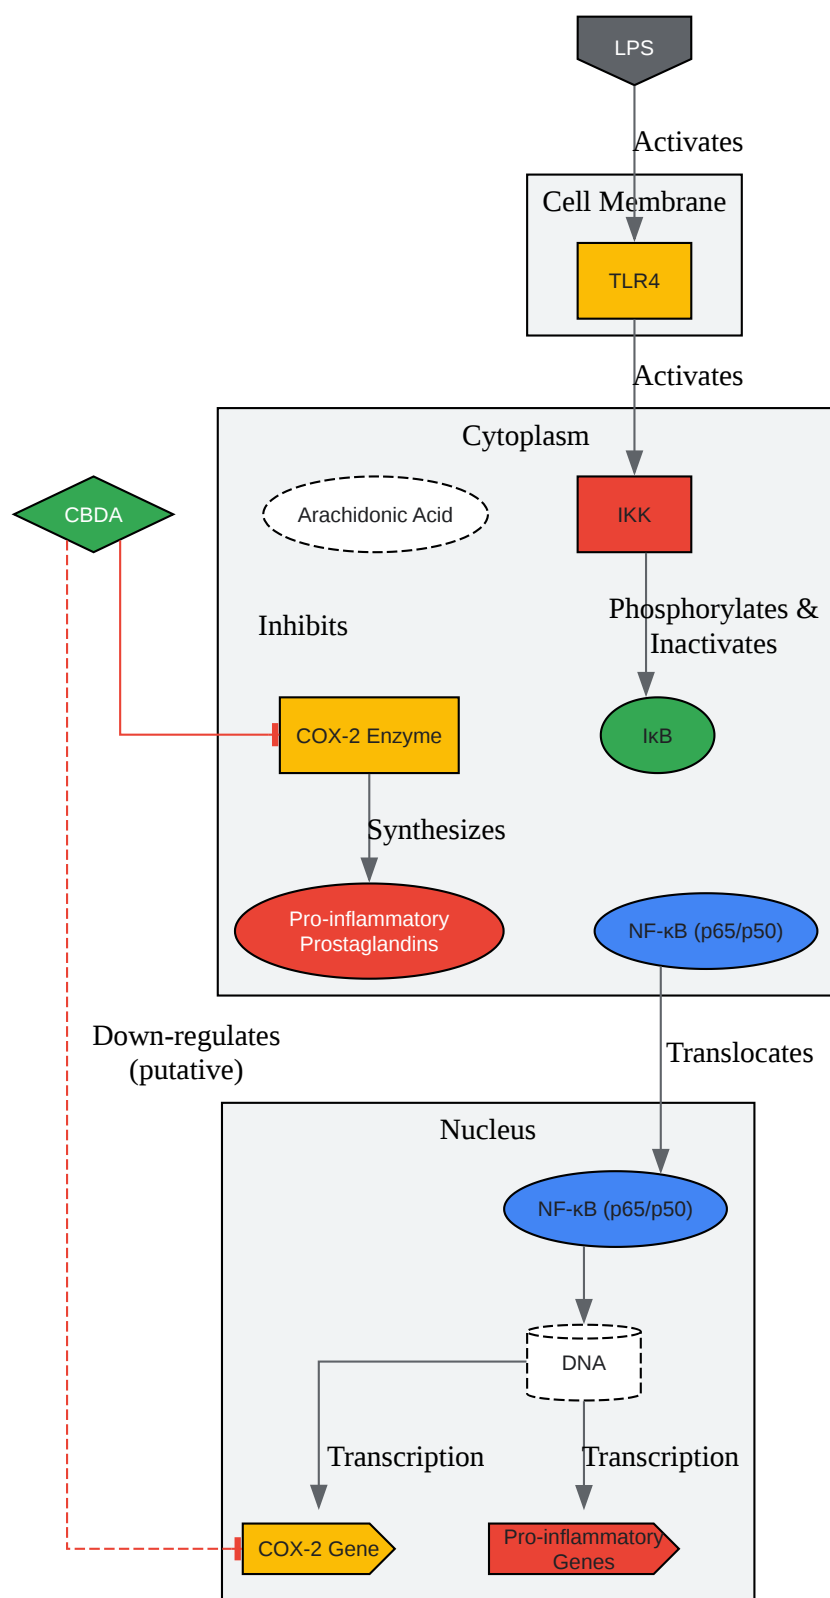 LPS
Activates
Cell Membrane
TLR4
Activates
Cytoplasm
CBDA
Arachidonic Acid
IKK
Phosphorylates &
Inactivates
Inhibits
COX-2 Enzyme
IκB
Synthesizes
Pro-inflammatory
Prostaglandins
NF-κB (p65/p50)
Down-regulates
(putative)
Translocates
Nucleus
NF-κB (p65/p50)
DNA
Transcription
Transcription
COX-2 Gene
Pro-inflammatory
Genes